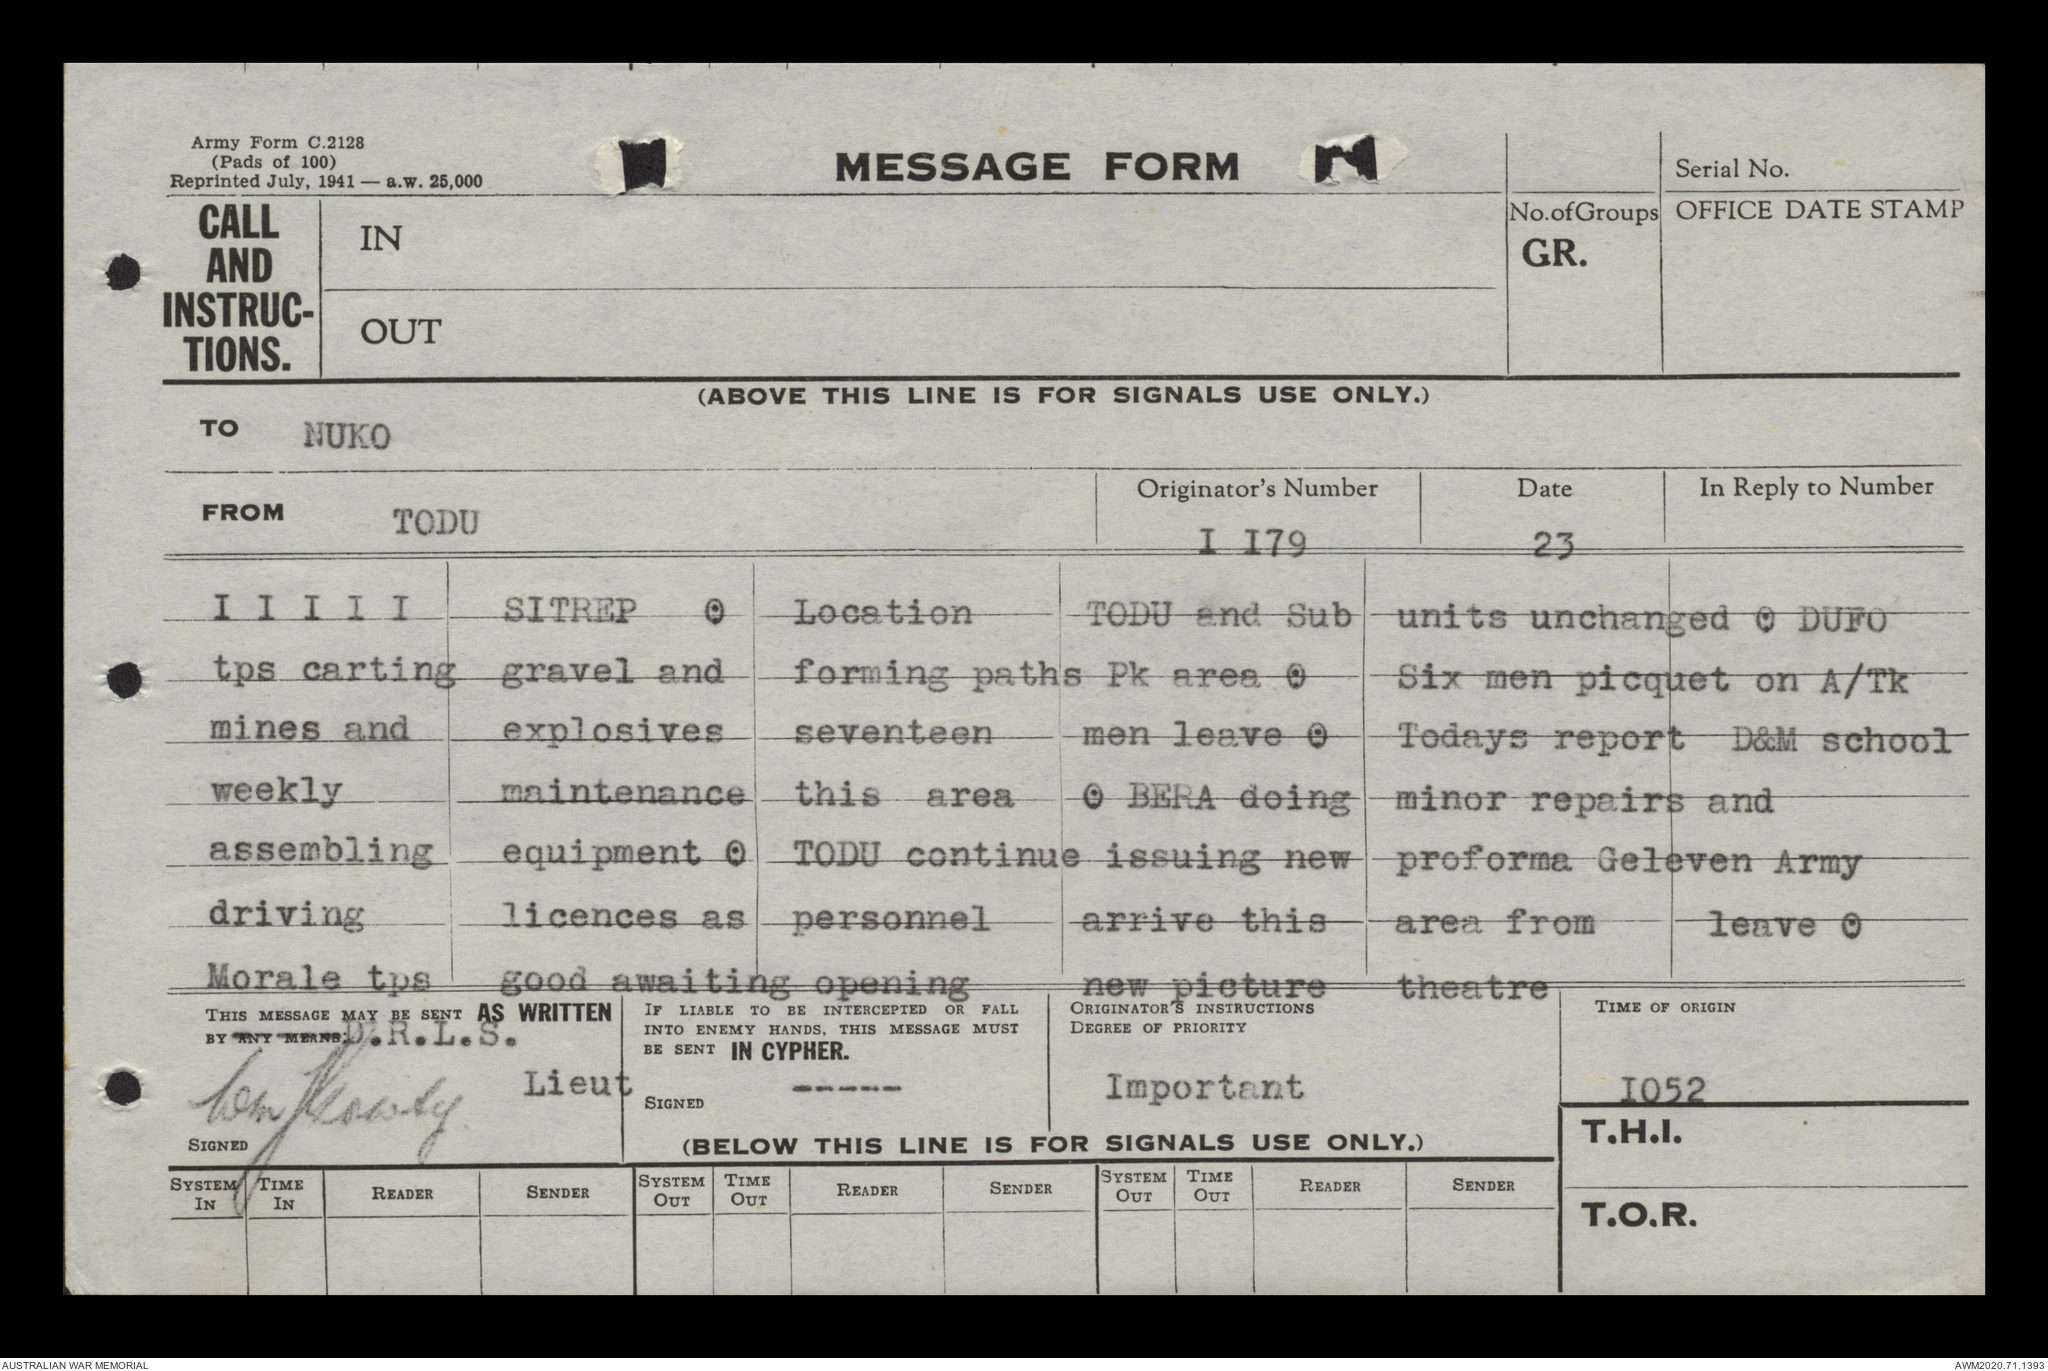 Army Form C.2128
(Pads of 100)
Reprinted July, 1941 — a.w. 25,000
MESSAGE FORM
Serial No.
CALL AND INSTRUC-TIONS.
IN
OUT
No. of Groups
GR.
OFFICE DATE STAMP
(ABOVE THIS LINE IS FOR SIGNALS USE ONLY.)
TO NUKO
FROM TODU
Originator's Number
I I79
Date
23
In Reply to Number
I I I I I SITREP ⊙ Location TODU and Sub units unchanged ⊙ DUFO
tps carting gravel and forming paths Pk area ⊙ Six men picquet on A/Tk
mines and explosives seventeen men leave ⊙ Todays report D&M school
weekly maintenance this area ⊙ BERA doing minor repairs and
assembling equipment ⊙ TODU continue issuing new proforma Geleven Army
driving licences as personnel arrive this area from leave ⊙
Morale tps good awaiting opening new picture theatre
THIS MESSAGE MAY BE SENT AS WRITTEN
BY ANY MEANS. D.R.L.S.
Lieut
SIGNED
IF LIABLE TO BE INTERCEPTED OR FALL
INTO ENEMY HANDS, THIS MESSAGE MUST
BE SENT IN CYPHER.
-----
SIGNED
ORIGINATOR'S INSTRUCTIONS
DEGREE OF PRIORITY
Important
TIME OF ORIGIN
I052
(BELOW THIS LINE IS FOR SIGNALS USE ONLY.)
T.H.I.
T.O.R.
SYSTEM IN TIME IN READER SENDER SYSTEM OUT TIME OUT READER SENDER SYSTEM OUT TIME OUT READER SENDER
AUSTRALIAN WAR MEMORIAL
AWM2020.71.1393